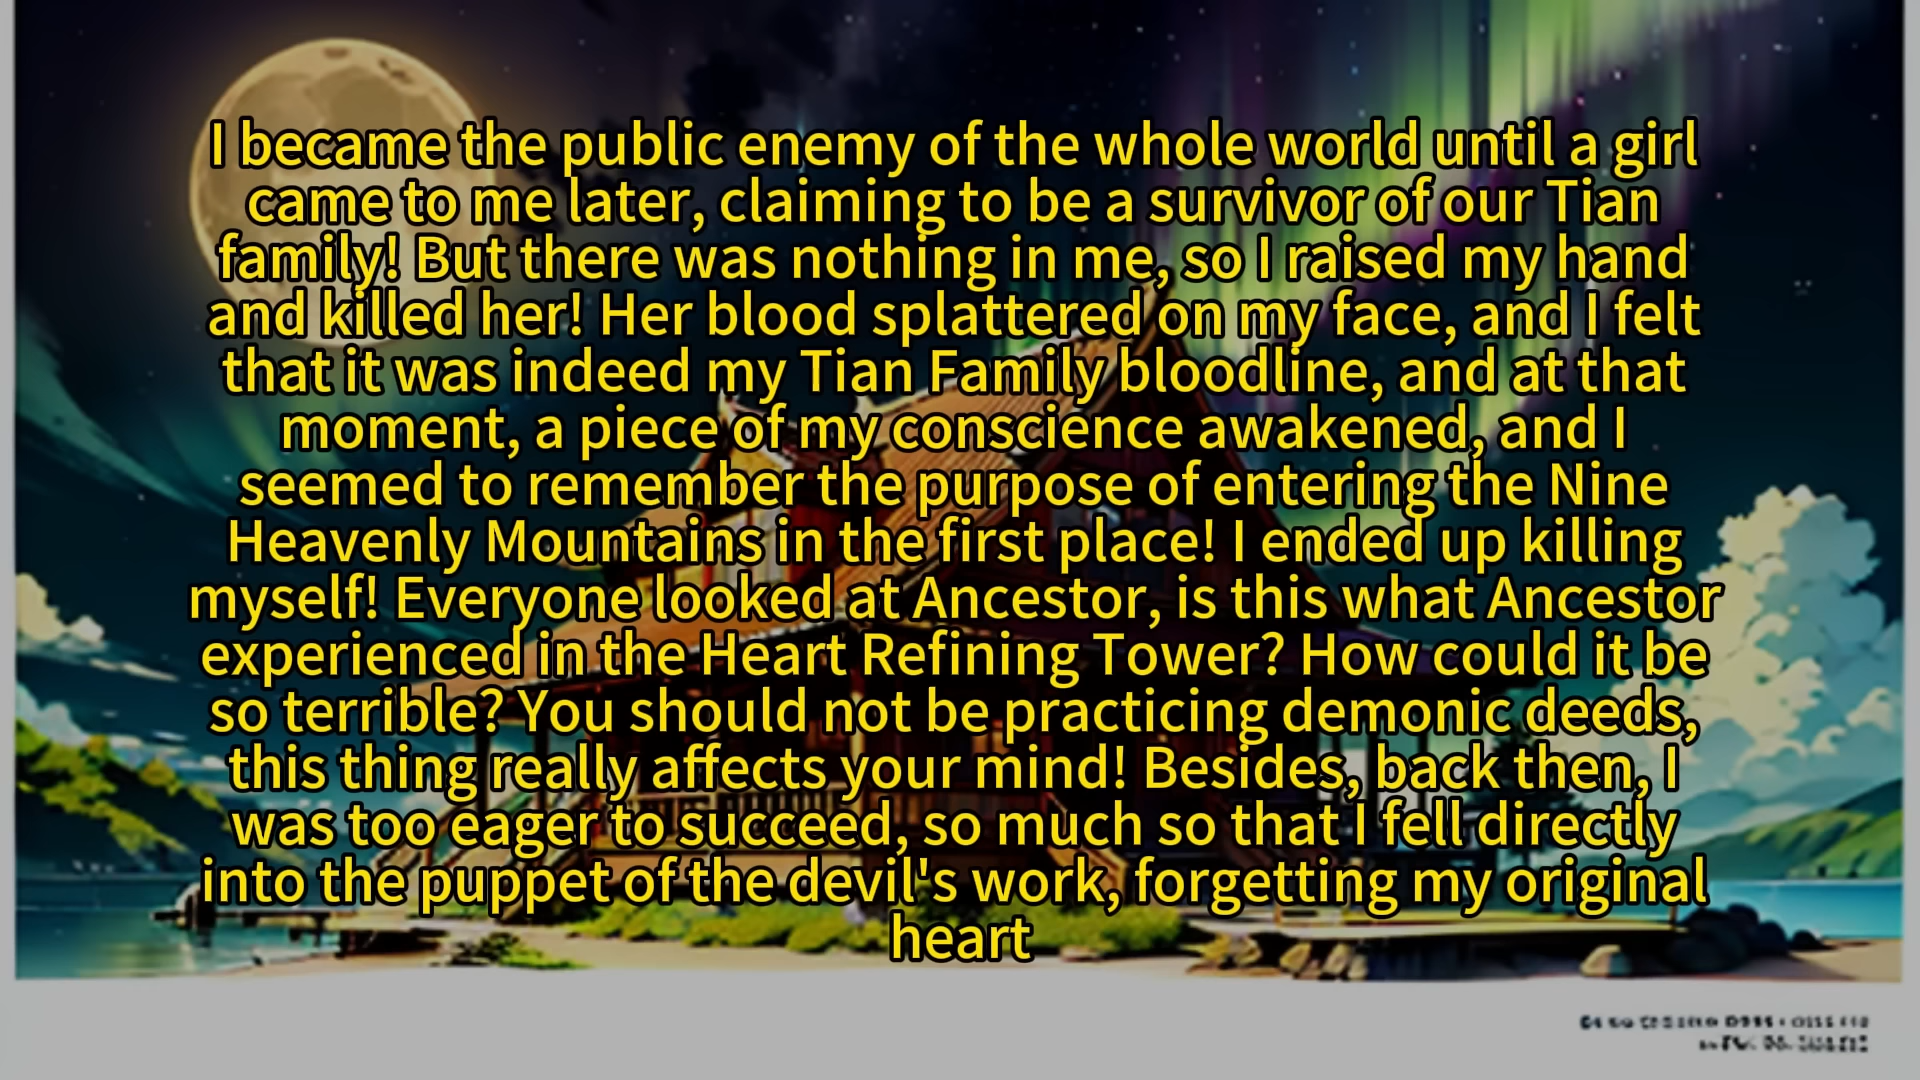 I became the public enemy of the whole world until a girl
came to me later, claiming to be a survivor of our Tian
family! But there was nothing in me, so I raised my hand
and killed her! Her blood splattered on my face, and I felt
that it was indeed my Tian Family bloodline, and at that
moment, a piece of my conscience awakened, and I
seemed to remember the purpose of entering the Nine
Heavenly Mountains in the first place! I ended up killing
myself! Everyone looked at Ancestor, is this what Ancestor
experienced in the Heart Refining Tower? How could it be
so terrible? You should not be practicing demonic deeds,
this thing really affects your mind! Besides, back then, I
was too eager to succeed, so much so that I fell directly
into the puppet of the devil's work, forgetting my original
heart